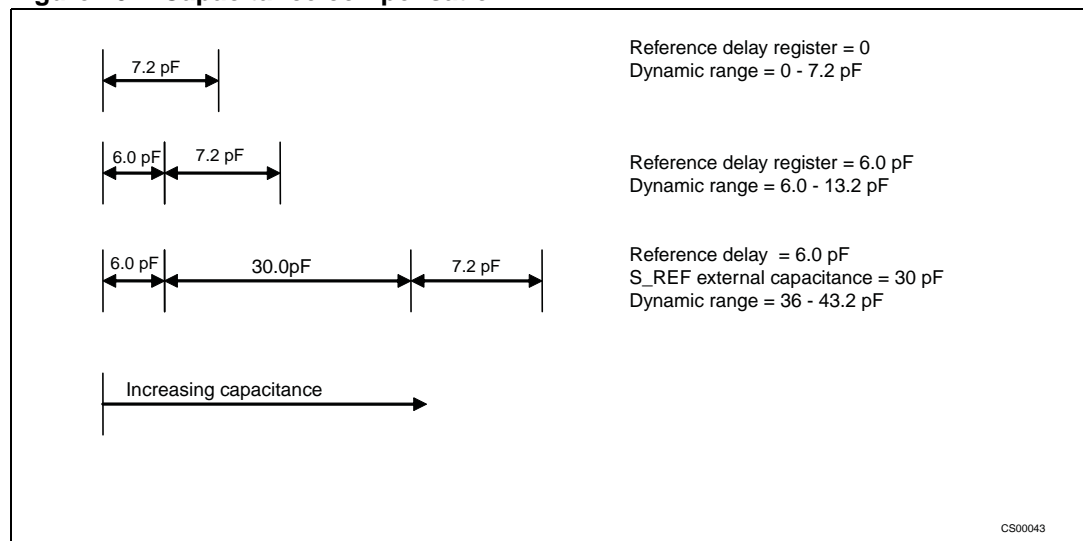 7.2 pF
Reference delay register = 0
Dynamic range = 0 - 7.2 pF
6.0 pF
7.2 pF
Reference delay register = 6.0 pF
Dynamic range = 6.0 - 13.2 pF
6.0 pF
30.0pF
7.2 pF
Reference delay  = 6.0 pF
S_REF external capacitance = 30 pF
Dynamic range = 36 - 43.2 pF
Increasing capacitance
CS00043